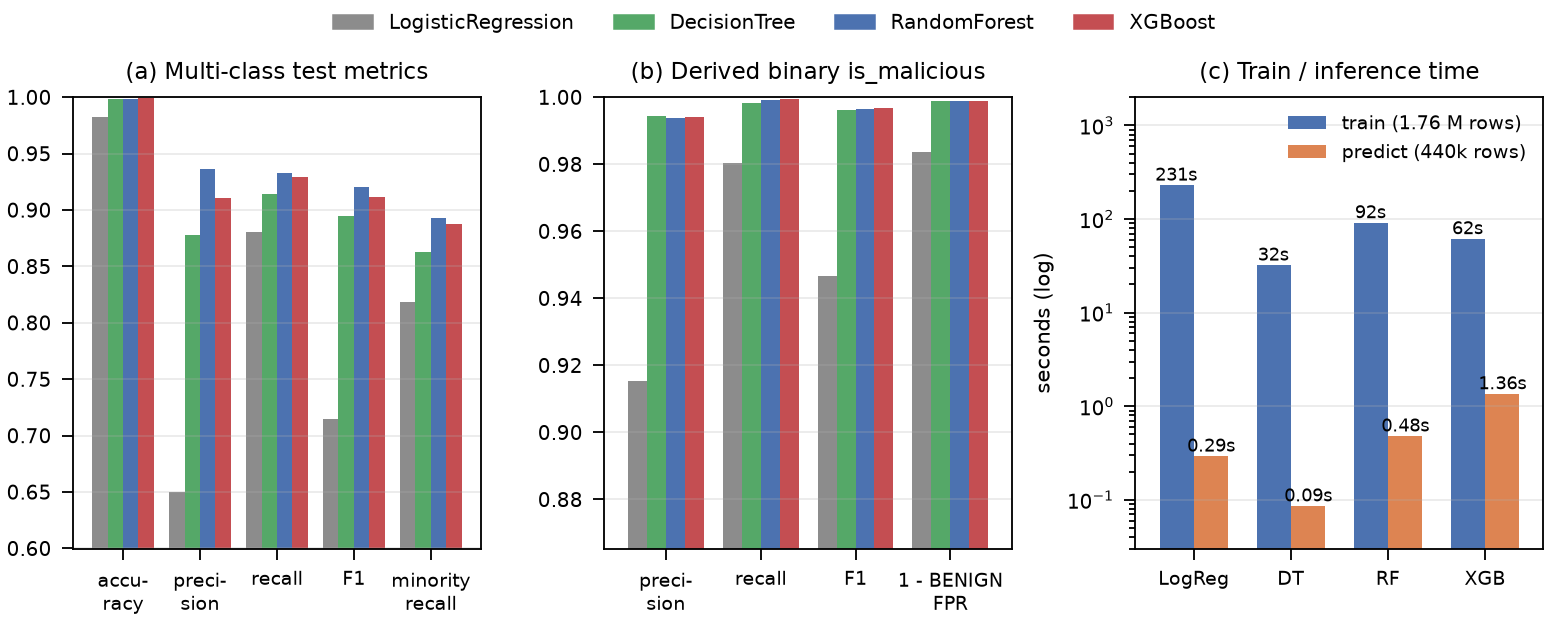 LogisticRegression DecisionTree RandomForest XGBoost
(a) Multi-class test metrics
1.00
0.95
0.90
0.85
0.80
0.75
0.70
0.65
0.60
accu-
racy
preci-
sion
recall
F1
minority
recall
(b) Derived binary is_malicious
1.00
0.98
0.96
0.94
0.92
0.90
0.88
preci-
sion
recall
F1
1 - BENIGN
FPR
(c) Train / inference time
seconds (log)
10³
10²
10¹
10⁰
10⁻¹
train (1.76 M rows)
predict (440k rows)
231s
0.29s
32s
0.09s
92s
0.48s
62s
1.36s
LogReg
DT
RF
XGB